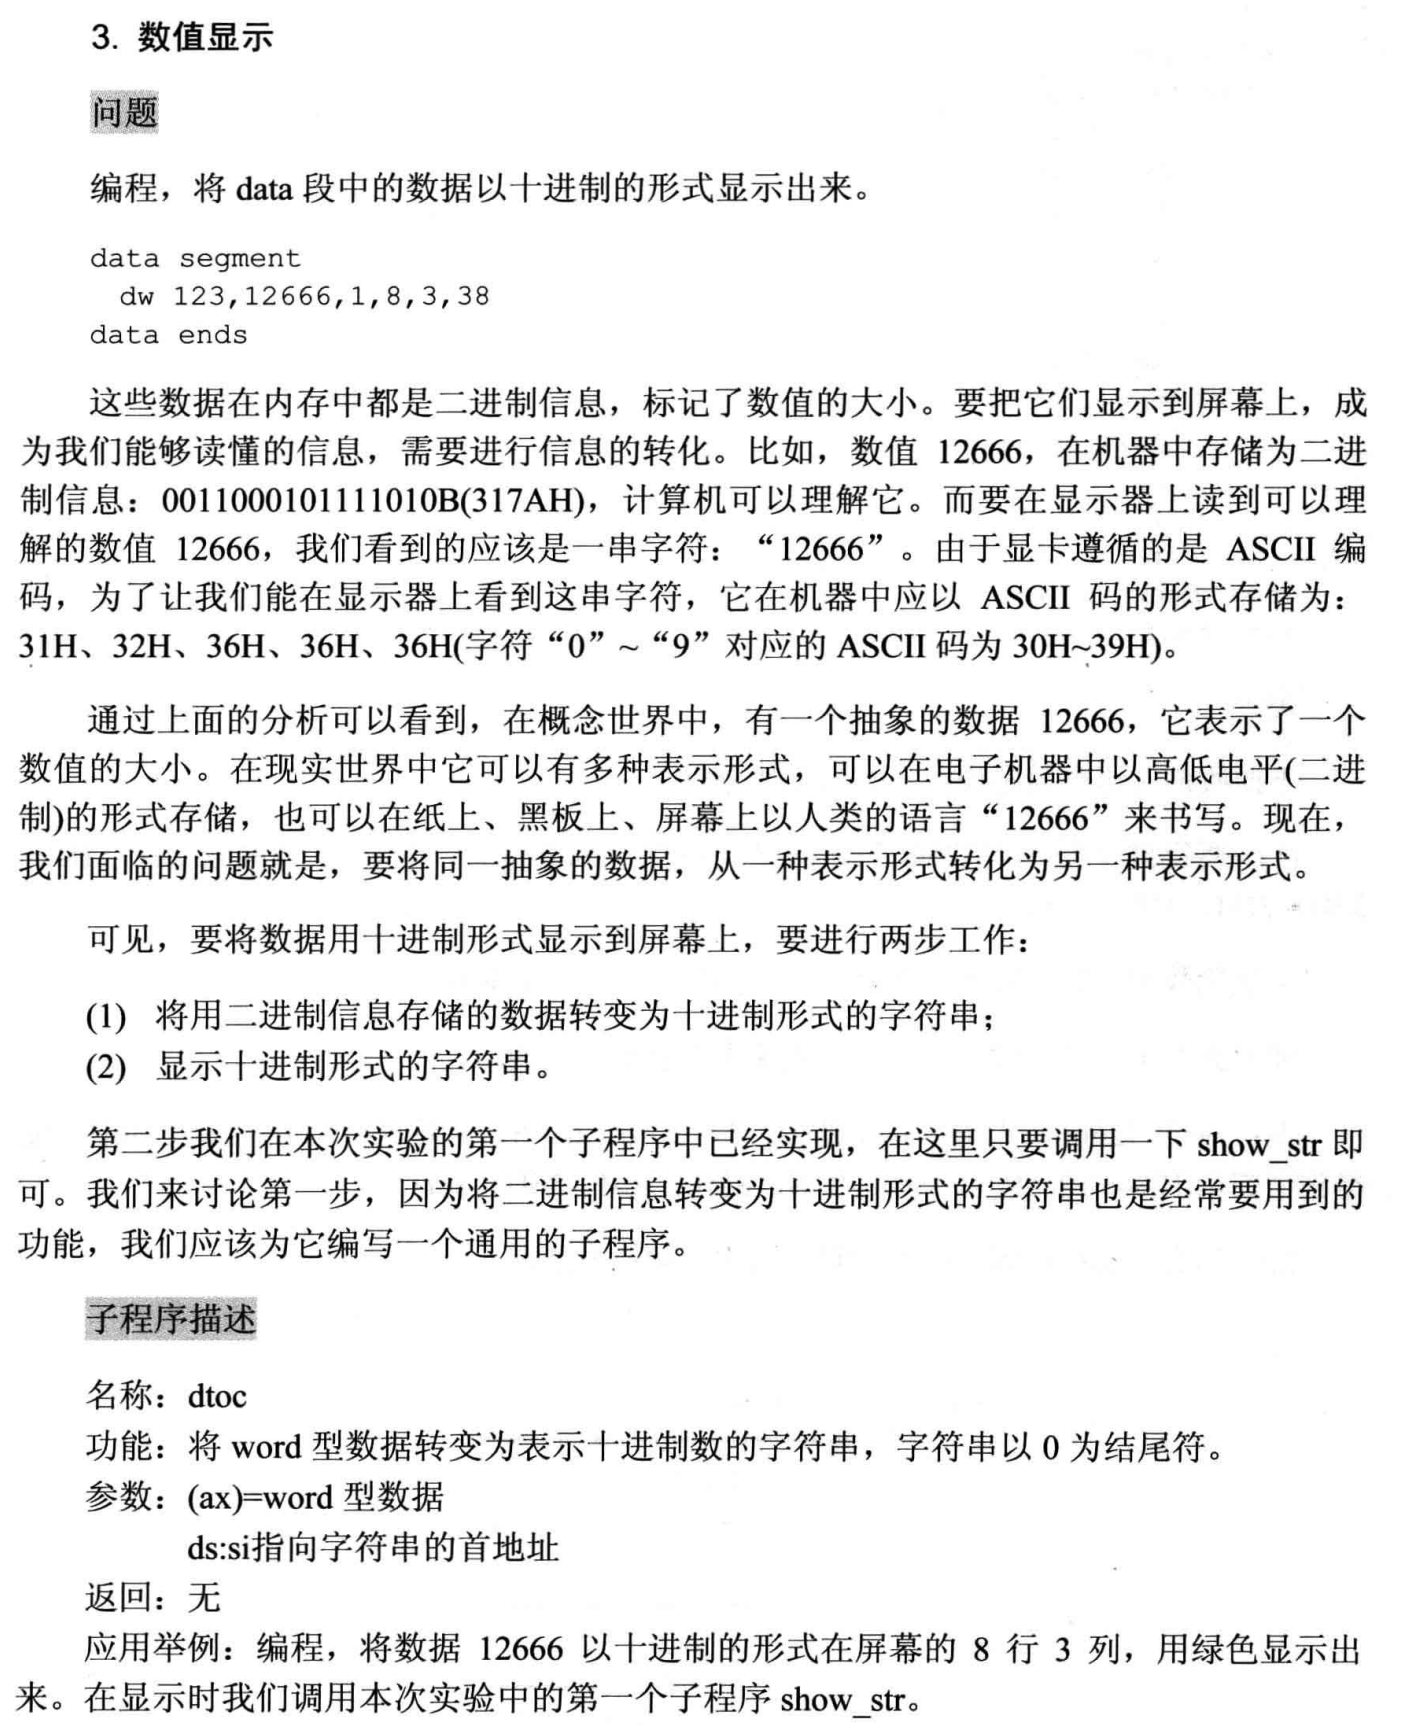 3. 数值显示
问题
编程，将 data 段中的数据以十进制的形式显示出来。
data segment
dw 123,12666,1,8,3,38
data ends
这些数据在内存中都是二进制信息，标记了数值的大小。要把它们显示到屏幕上，成
为我们能够读懂的信息，需要进行信息的转化。比如，数值 12666，在机器中存储为二进
制信息：0011000101111010B(317AH)，计算机可以理解它。而要在显示器上读到可以理
解的数值 12666，我们看到的应该是一串字符：“12666”。由于显卡遵循的是 ASCII 编
码，为了让我们能在显示器上看到这串字符，它在机器中应以 ASCII 码的形式存储为：
31H、32H、36H、36H、36H(字符“0”~“9”对应的 ASCII 码为 30H~39H)。
通过上面的分析可以看到，在概念世界中，有一个抽象的数据 12666，它表示了一个
数值的大小。在现实世界中它可以有多种表示形式，可以在电子机器中以高低电平(二进
制)的形式存储，也可以在纸上、黑板上、屏幕上以人类的语言“12666”来书写。现在，
我们面临的问题就是，要将同一抽象的数据，从一种表示形式转化为另一种表示形式。
可见，要将数据用十进制形式显示到屏幕上，要进行两步工作：
(1) 将用二进制信息存储的数据转变为十进制形式的字符串；
(2) 显示十进制形式的字符串。
第二步我们在本次实验的第一个子程序中已经实现，在这里只要调用一下 show_str 即
可。我们来讨论第一步，因为将二进制信息转变为十进制形式的字符串也是经常要用到的
功能，我们应该为它编写一个通用的子程序。
子程序描述
名称：dtoc
功能：将 word 型数据转变为表示十进制数的字符串，字符串以 0 为结尾符。
参数：(ax)=word 型数据
ds:si指向字符串的首地址
返回：无
应用举例：编程，将数据 12666 以十进制的形式在屏幕的 8 行 3 列，用绿色显示出
来。在显示时我们调用本次实验中的第一个子程序 show_str。